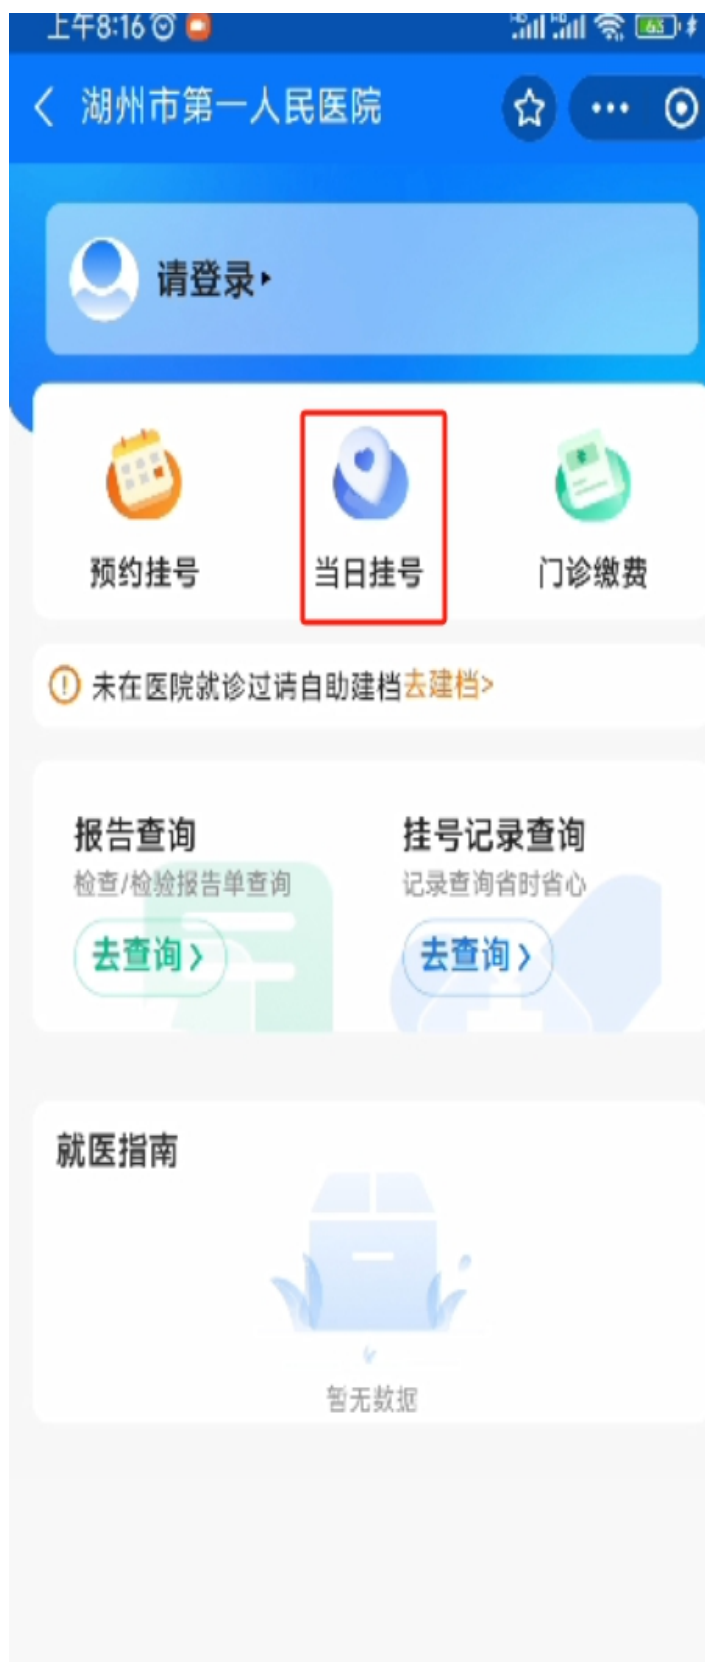 上午8:16
63
湖州市第一人民医院
请登录
预约挂号 当日挂号 门诊缴费
未在医院就诊过请自助建档去建档>
报告查询 挂号记录查询
检查/检验报告单查询 记录查询省时省心
去查询> 去查询>
就医指南
暂无数据